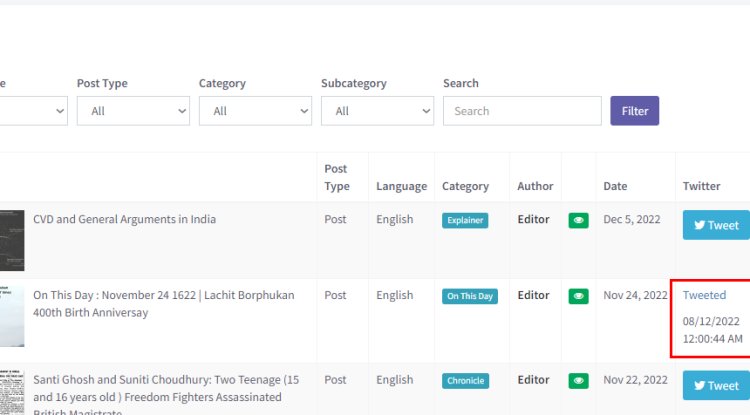 e Post Type Category Subcategory Search
All All All Search Filter
Post Type Language Category Author Date Twitter
CVD and General Arguments in India Post English Explainer Editor Dec 5, 2022 Tweet
On This Day : November 24 1622 | Lachit Borphukan Post English On This Day Editor Nov 24, 2022 Tweeted
400th Birth Anniversay
08/12/2022
12:00:44 AM
Santi Ghosh and Suniti Choudhury: Two Teenage (15 Post English Chronicle Editor Nov 22, 2022 Tweet
and 16 years old ) Freedom Fighters Assassinated
British Magistrate